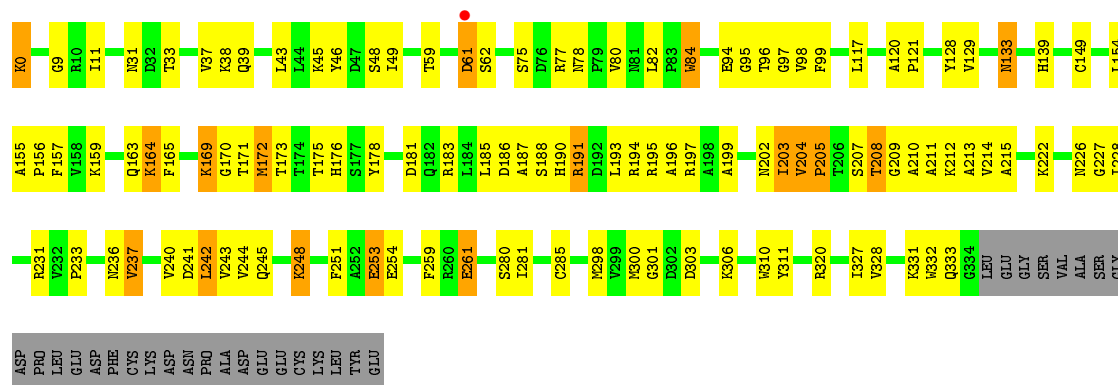 K0 G9 R10 I11 N31 D32 T33 V37 K38 Q39 L43 L44 K45 Y46 D47 S48 I49 T59 D61 S62 S75 D76 R77 N78 P79 V80 N81 L82 P83 W84 E94 G95 T96 G97 V98 F99 L117 A120 P121 Y128 V129 N133 H139 C149 L154
A155 P156 F157 V158 K159 Q163 K164 F165 K169 G170 T171 M172 T173 T174 T175 H176 S177 Y178 D181 Q182 R183 L184 L185 D186 A187 S188 H190 R191 D192 L193 R194 R195 A196 R197 A198 A199 N202 I203 V204 P205 T206 S207 T208 G209 A210 A211 K212 A213 V214 A215 K222 N226 G227
R231 V232 P233 N236 V237 V240 D241 L242 V243 V244 Q245 K248 F251 A252 E253 E254 F259 R260 E261 S280 I281 C285 M298 V299 M300 G301 D302 D303 K306 W310 Y311 R320 I327 V328 K331 W332 Q333 G334 LEU GLU GLY SER VAL ALA SER GLY
ASP PRO LEU GLU ASP PHE CYS LYS ASP ASN PRO ALA ASP GLU GLU CYS LYS LEU TYR GLU